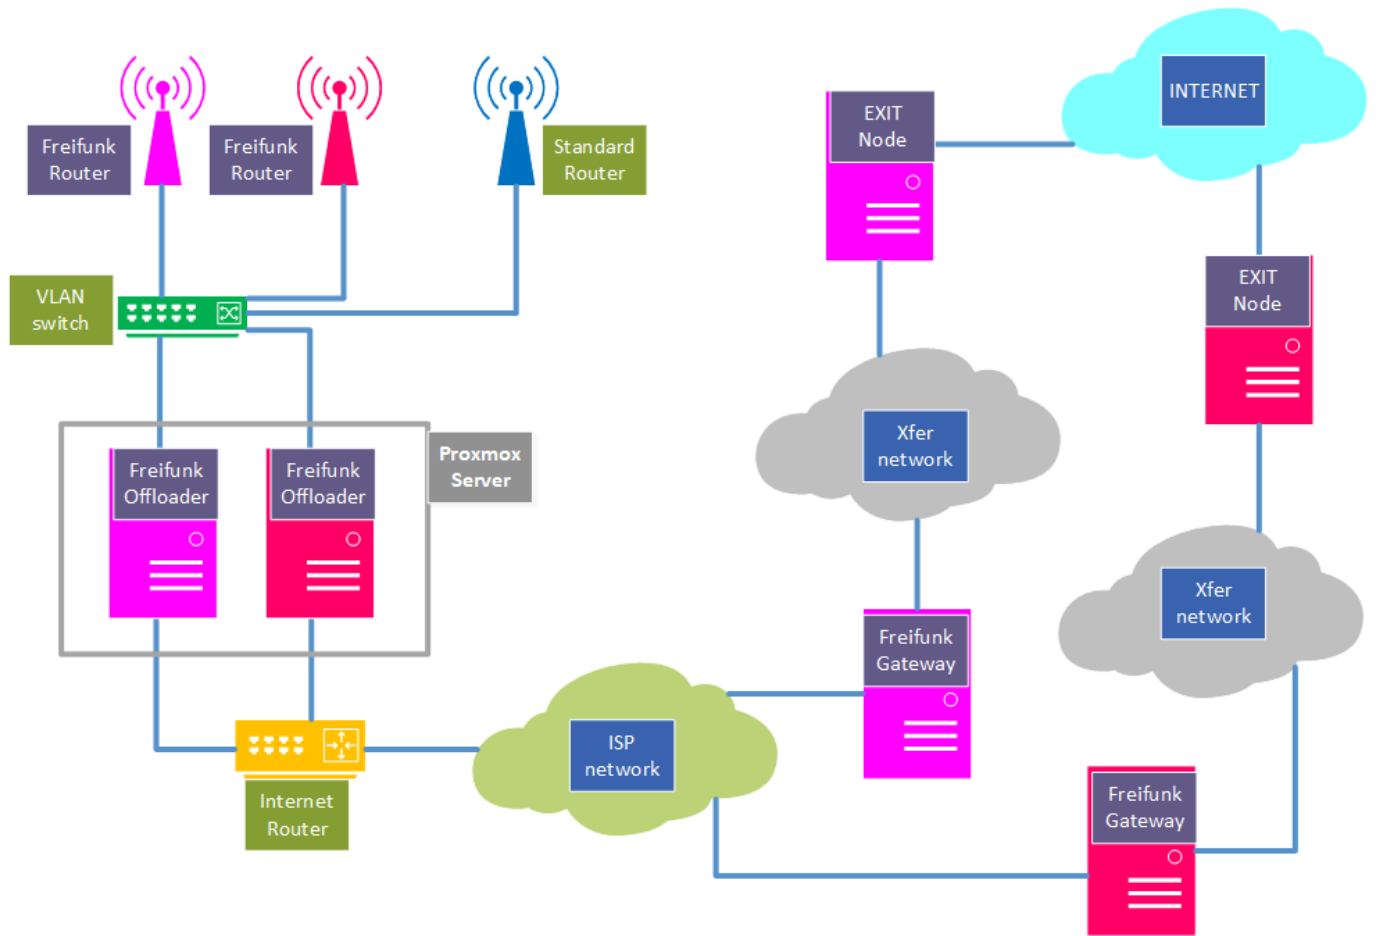 Freifunk
Router
Freifunk
Router
Standard
Router
EXIT
Node
INTERNET
VLAN
switch
EXIT
Node
Freifunk
Offloader
Freifunk
Offloader
Proxmox
Server
Xfer
network
Xfer
network
Freifunk
Gateway
ISP
network
Internet
Router
Freifunk
Gateway